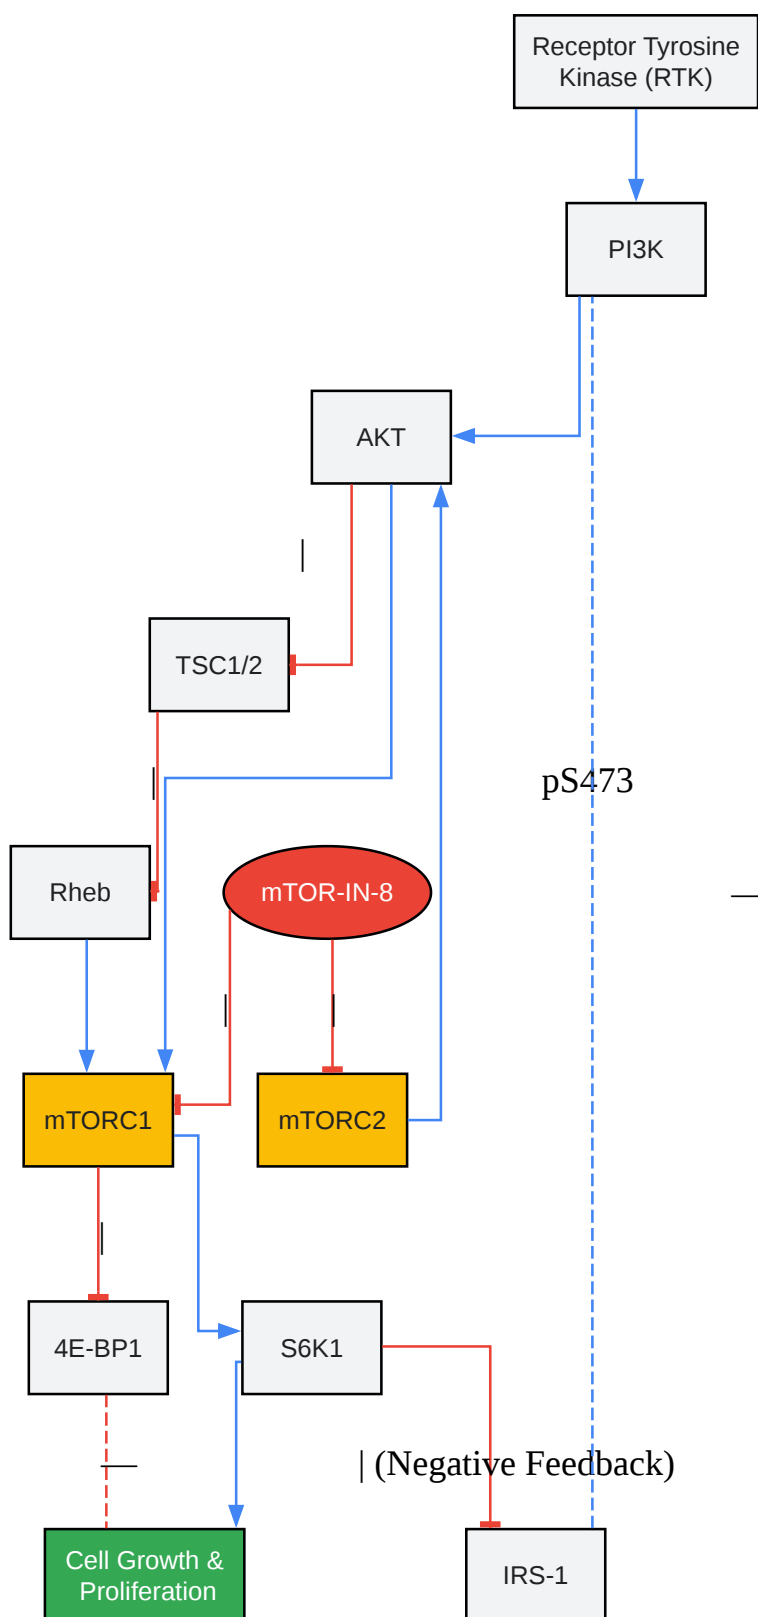 Receptor Tyrosine
Kinase (RTK)
PI3K
AKT
|
TSC1/2
|
pS473
Rheb
mTOR-IN-8
—
|
|
mTORC1
mTORC2
|
4E-BP1
S6K1
—
| (Negative Feedback)
Cell Growth &
Proliferation
IRS-1